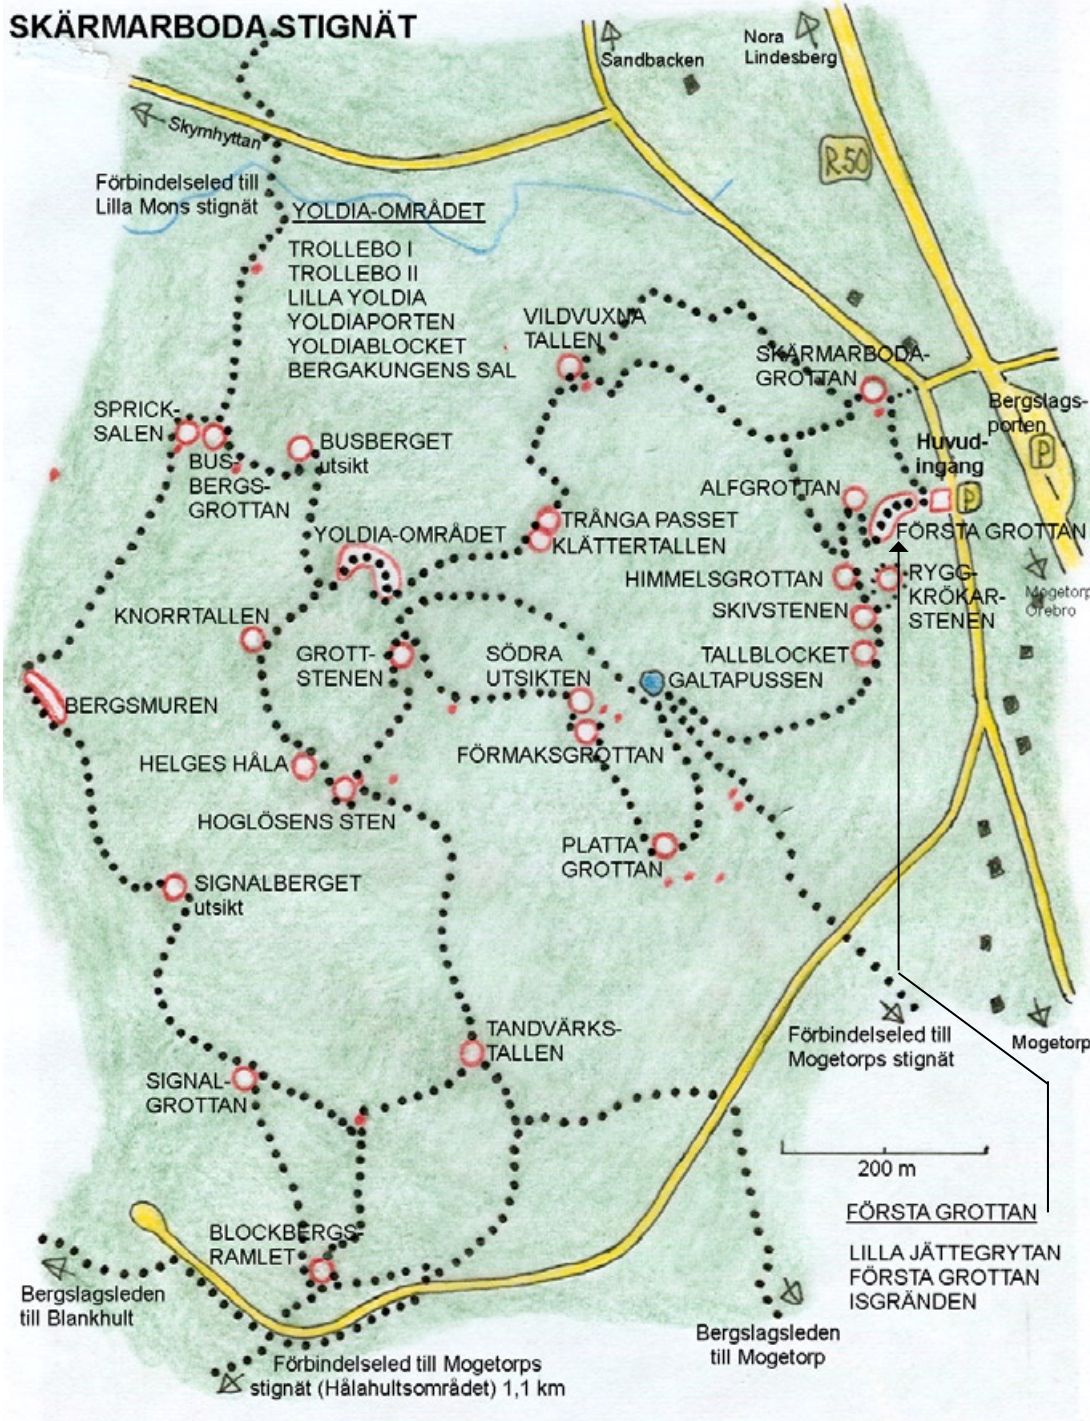 SKÄRMARBODA STIGNÄT
Sandbacken
Nora
Lindesberg
Skymhyttan
R50
Förbindelseled till
Lilla Mons stignät
YOLDIA-OMRÅDET
TROLLEBO I
TROLLEBO II
LILLA YOLDIA
YOLDIAPORTEN
YOLDIABLOCKET
BERGAKUNGENS SAL
VILDVUXNA
TALLEN
SKÄRMARBODA-
GROTTAN
Bergslags-
porten
P
SPRICK-
SALEN
BUS-
BERGS-
GROTTAN
BUSBERGET
utsikt
Huvud-
ingång
P
ALFGROTTAN
FÖRSTA GROTTAN
YOLDIA-OMRÅDET
TRÅNGA PASSET
KLÄTTERTALLEN
HIMMELSGROTTAN
RYGG-
KRÖKAR-
STENEN
Mogetorp
Örebro
SKIVSTENEN
KNORRTALLEN
GROTT-
STENEN
SÖDRA
UTSIKTEN
TALLBLOCKET
GALTAPUSSEN
BERGSMUREN
FÖRMAKSGROTTAN
HELGES HÅLA
HOGLÖSENS STEN
PLATTA
GROTTAN
SIGNALBERGET
utsikt
TANDVÄRKS-
TALLEN
Förbindelseled till
Mogetorps stignät
Mogetorp
SIGNAL-
GROTTAN
200 m
FÖRSTA GROTTAN
LILLA JÄTTEGRYTAN
FÖRSTA GROTTAN
ISGRÄNDEN
BLOCKBERGS-
RAMLET
Bergslagsleden
till Blankhult
Bergslagsleden
till Mogetorp
Förbindelseled till Mogetorps
stignät (Hålahultsområdet) 1,1 km